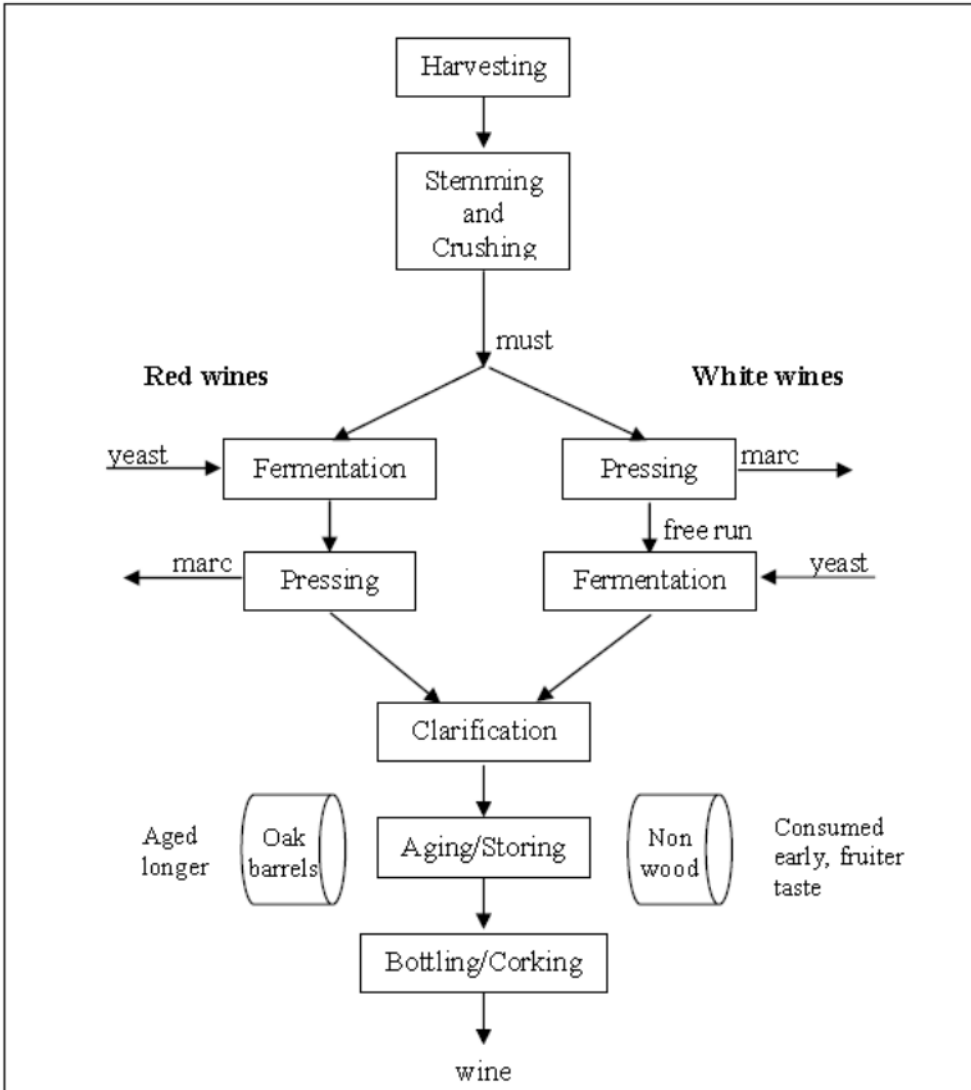 Harvesting
Stemming
and
Crushing
must
Red wines
White wines
yeast
Fermentation
Pressing
marc
free run
marc
Pressing
Fermentation
yeast
Clarification
Aged
longer
Oak
barrels
Aging/Storing
Non
wood
Consumed
early, fruiter
taste
Bottling/Corking
wine